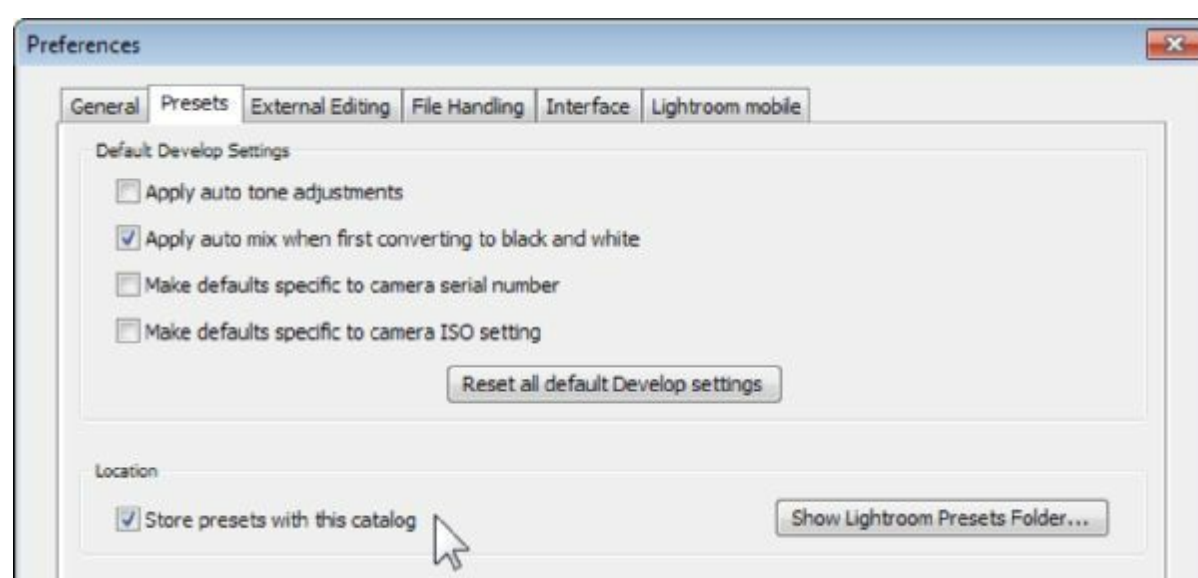 Preferences
General Presets External Editing File Handling Interface Lightroom mobile
Default Develop Settings
Apply auto tone adjustments
Apply auto mix when first converting to black and white
Make defaults specific to camera serial number
Make defaults specific to camera ISO setting
Reset all default Develop settings
Location
Store presets with this catalog Show Lightroom Presets Folder...